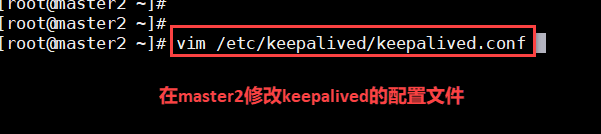 [root@master2 ~]#
[root@master2 ~]#
[root@master2 ~]# vim /etc/keepalived/keepalived.conf
在master2修改keepalived的配置文件